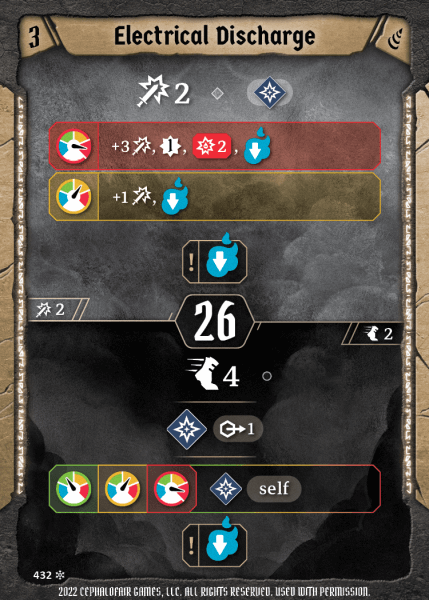 3 Electrical Discharge
2
+3 , 1 , 2 ,
+1 ,
!
2
26
2
4
1
self
!
432
2022 CEPHALOFAIR GAMES, LLC. ALL RIGHTS RESERVED. USED WITH PERMISSION.